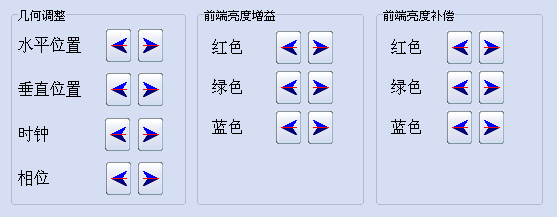 几何调整
水平位置
垂直位置
时钟
相位
前端亮度增益
红色
绿色
蓝色
前端亮度补偿
红色
绿色
蓝色